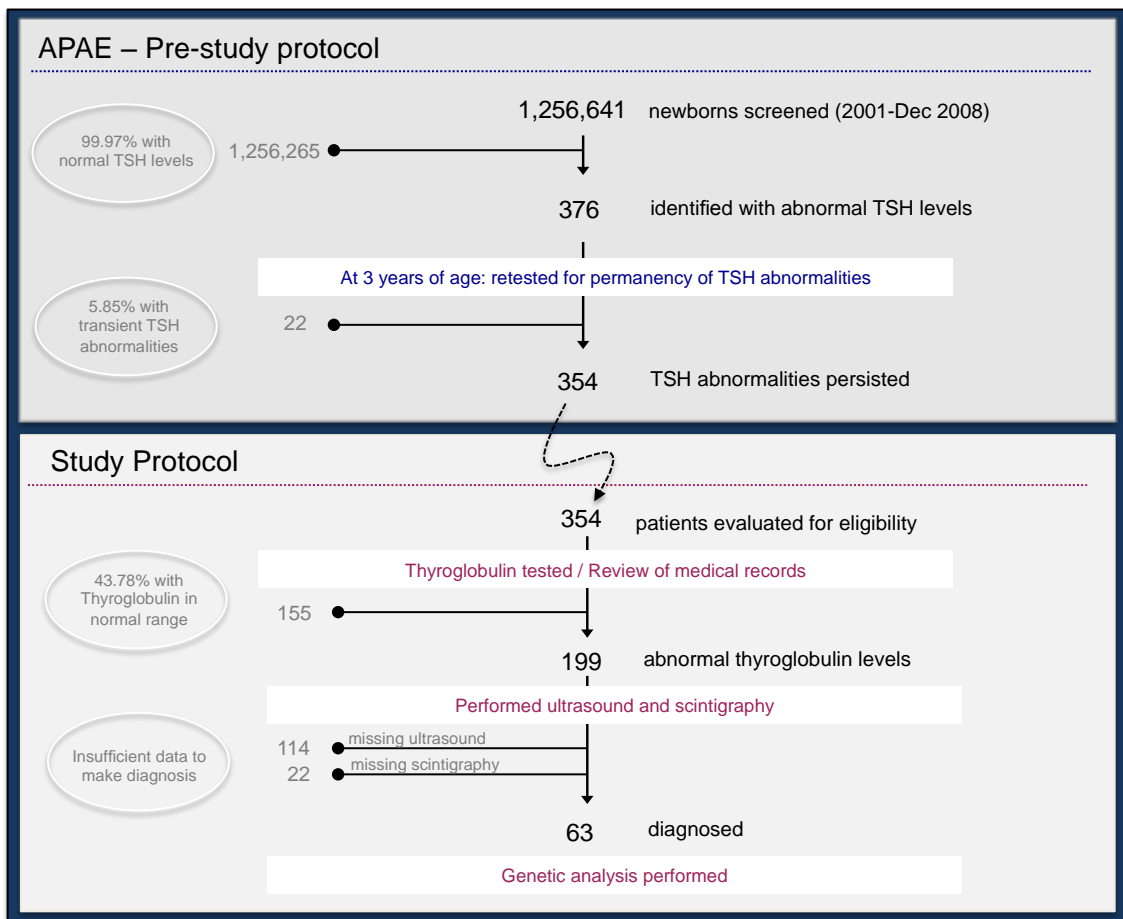 APAE – Pre-study protocol
1,256,641 newborns screened (2001-Dec 2008)
99.97% with
normal TSH levels
1,256,265
376 identified with abnormal TSH levels
At 3 years of age: retested for permanency of TSH abnormalities
5.85% with
transient TSH
abnormalities
22
354 TSH abnormalities persisted
Study Protocol
354 patients evaluated for eligibility
Thyroglobulin tested / Review of medical records
43.78% with
Thyroglobulin in
normal range
155
199 abnormal thyroglobulin levels
Performed ultrasound and scintigraphy
Insufficient data to
make diagnosis
114 missing ultrasound
22 missing scintigraphy
63 diagnosed
Genetic analysis performed